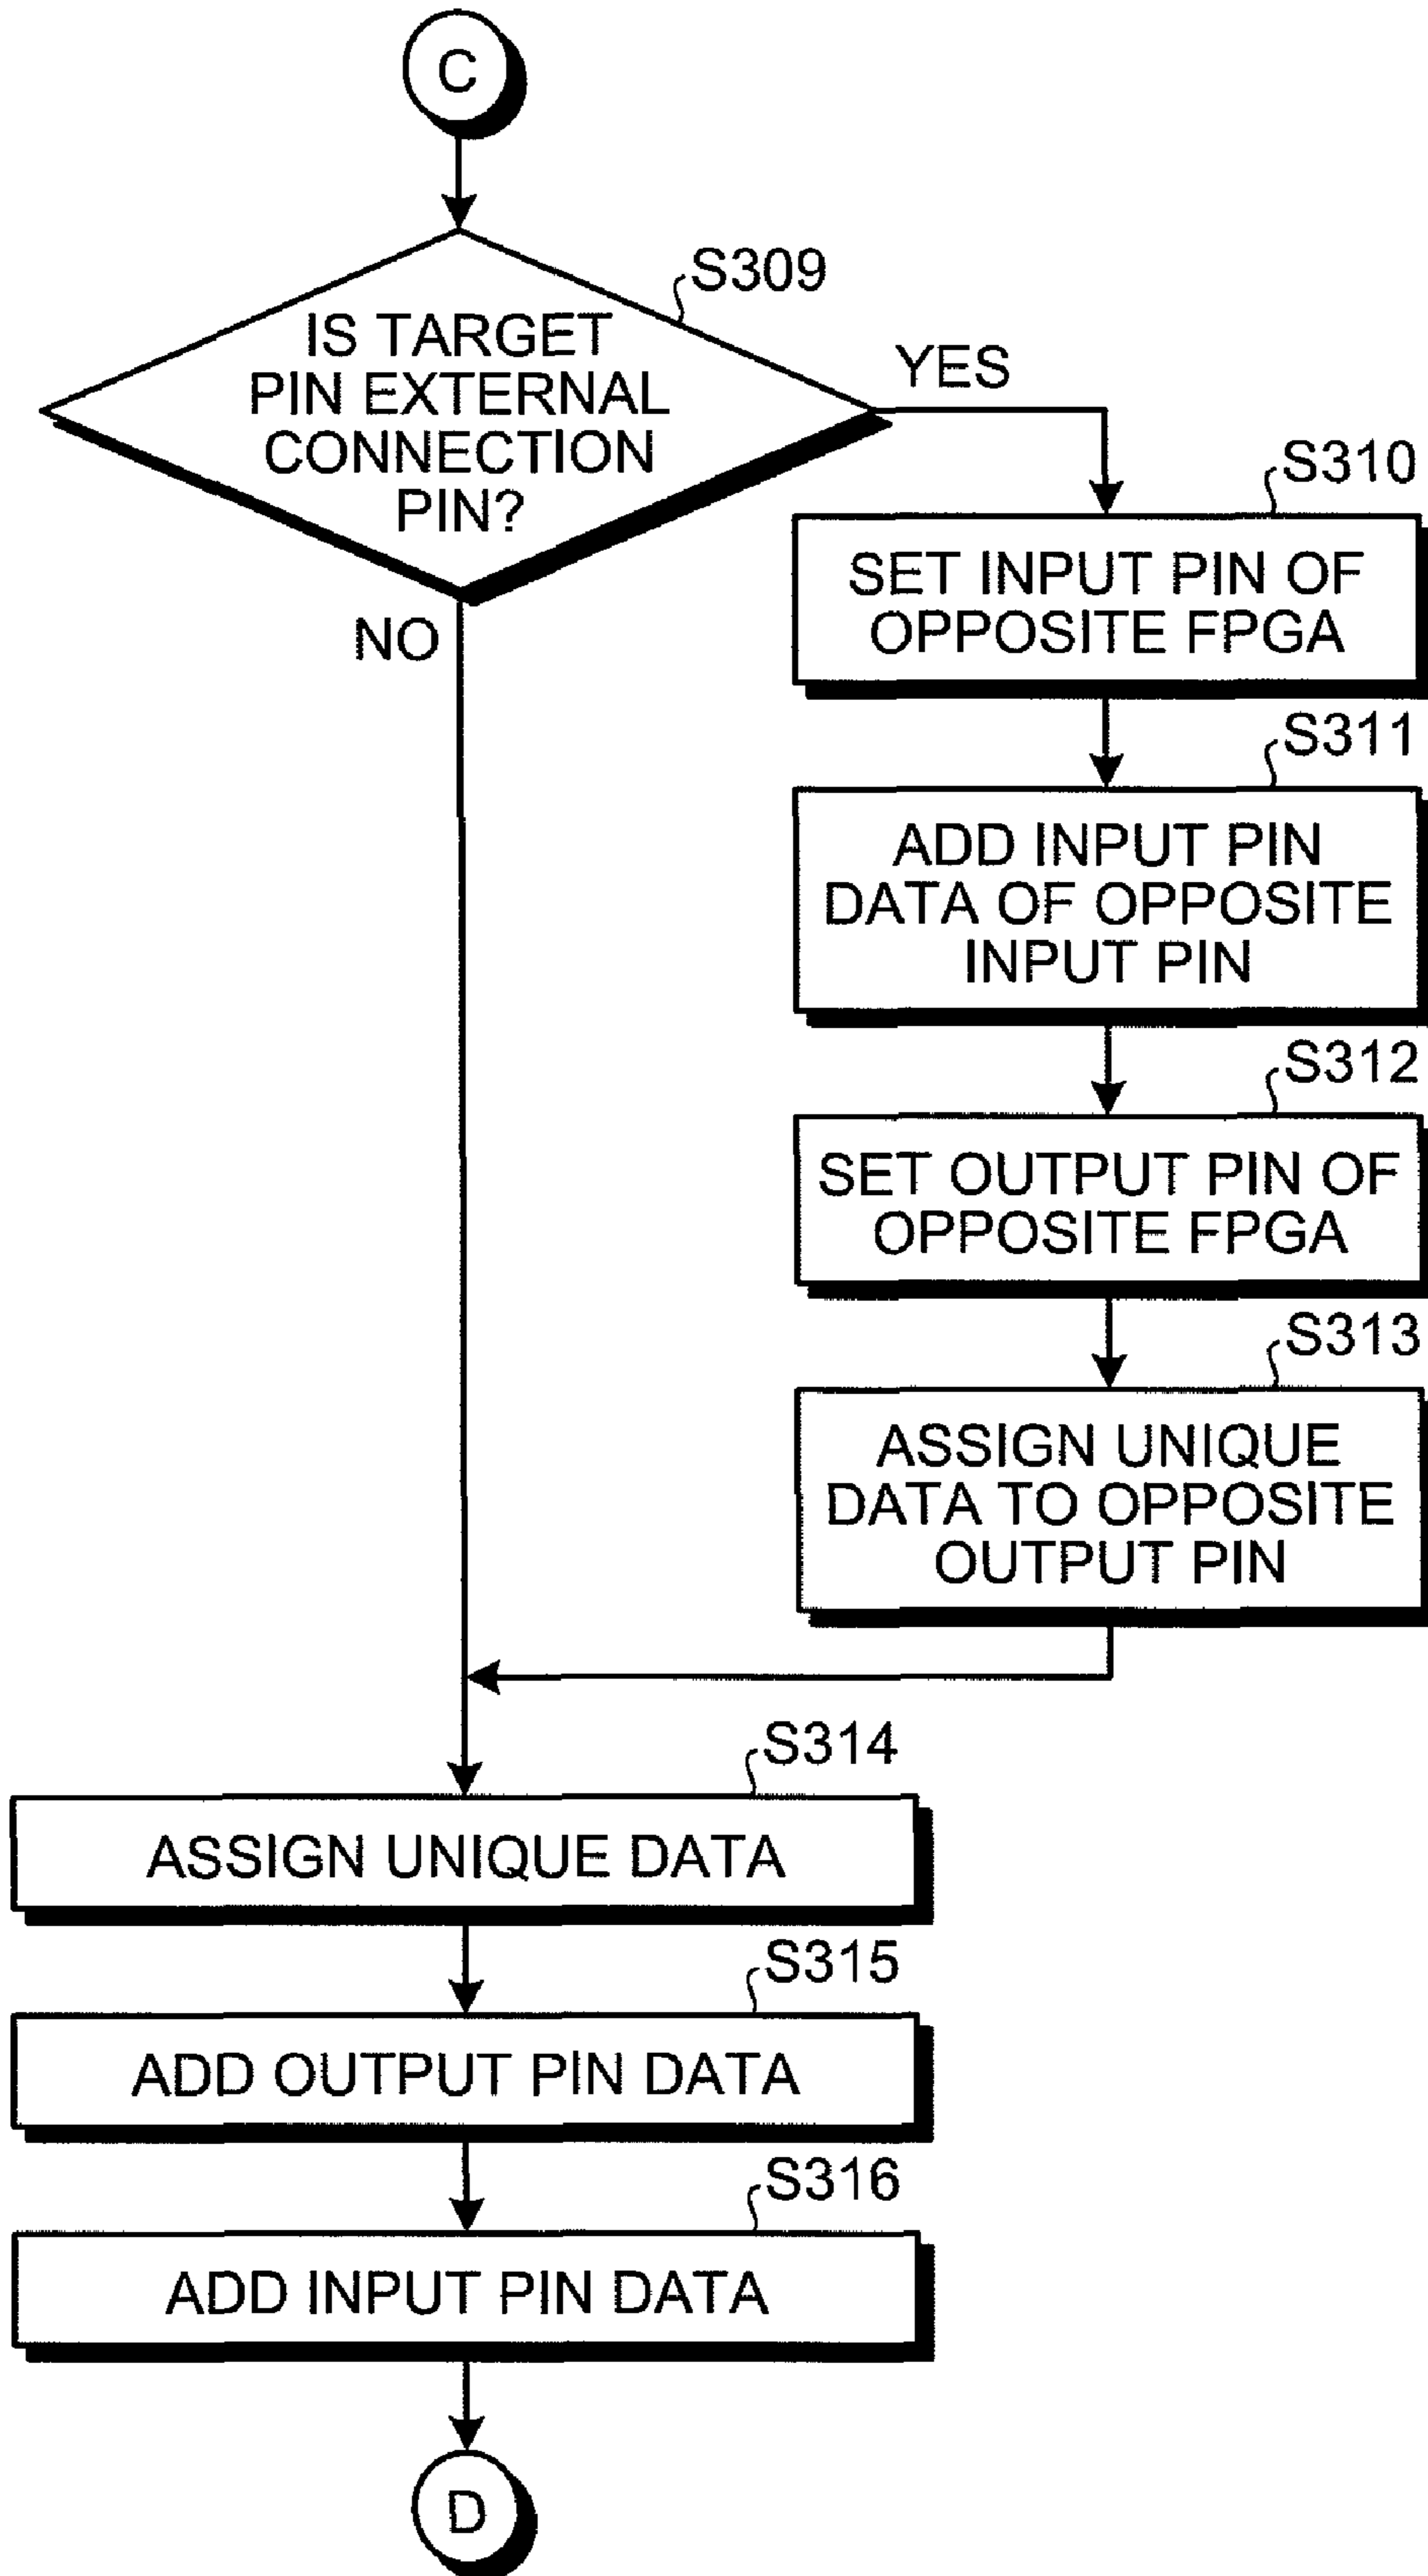 C
S309
IS TARGET
PIN EXTERNAL
CONNECTION
PIN?
YES
NO
S310
SET INPUT PIN OF
OPPOSITE FPGA
S311
ADD INPUT PIN
DATA OF OPPOSITE
INPUT PIN
S312
SET OUTPUT PIN OF
OPPOSITE FPGA
S313
ASSIGN UNIQUE
DATA TO OPPOSITE
OUTPUT PIN
S314
ASSIGN UNIQUE DATA
S315
ADD OUTPUT PIN DATA
S316
ADD INPUT PIN DATA
D